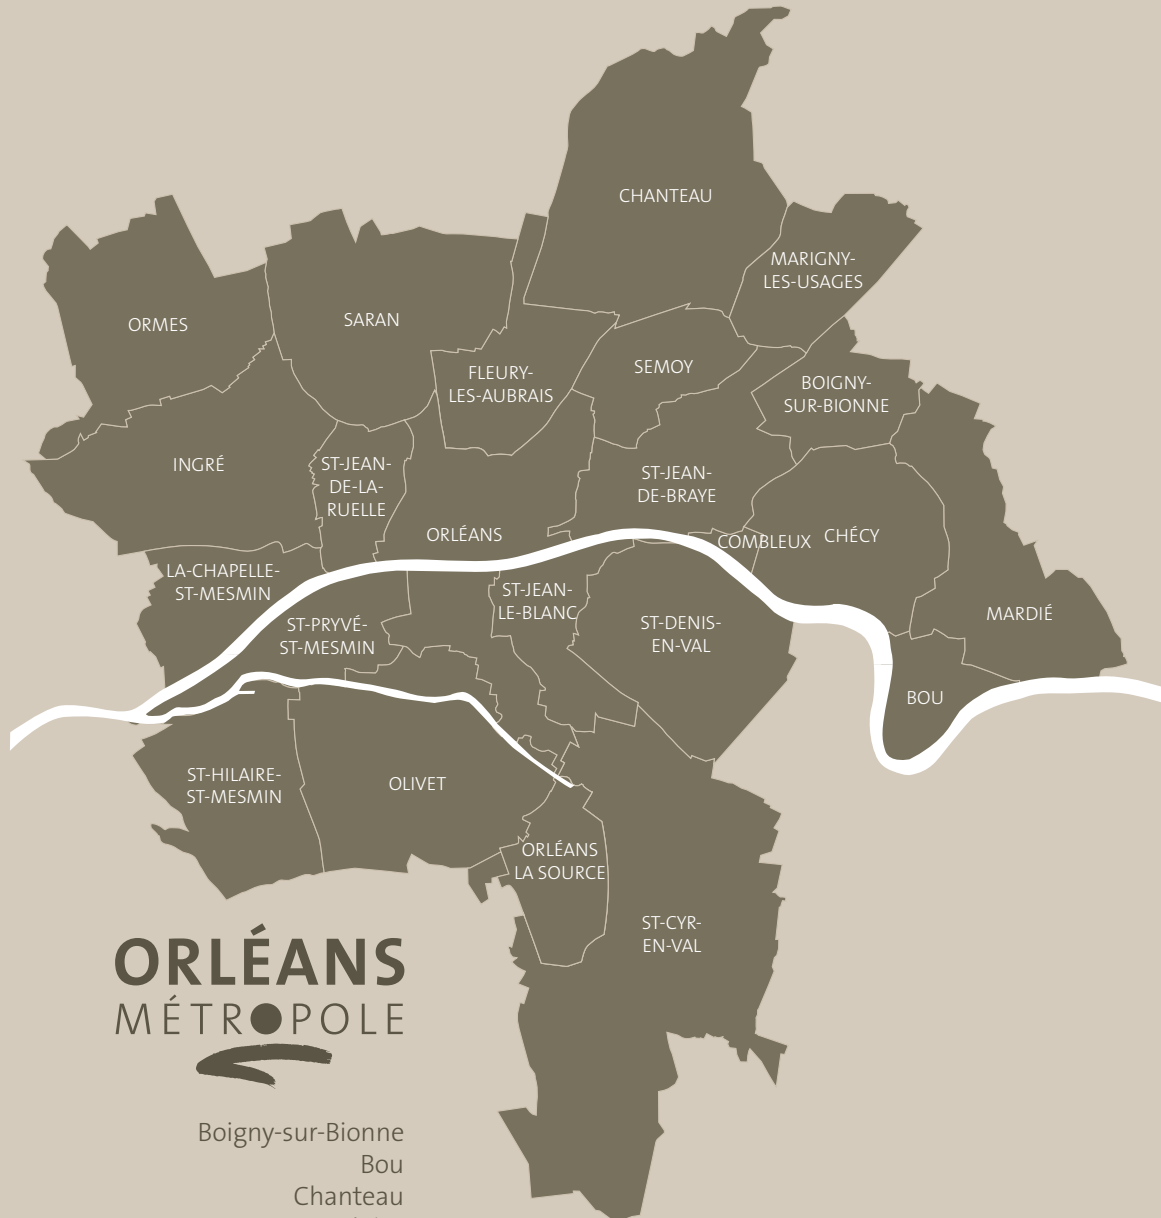 CHANTEAU
MARIGNY-
LES-USAGES
ORMES
SARAN
FLEURY-
LES-AUBRAIS
SEMOY
BOIGNY-
SUR-BIONNE
INGRÉ
ST-JEAN-
DE-LA-
RUELLE
ORLÉANS
ST-JEAN-
DE-BRAYE
COMBLEUX
CHÉCY
LA-CHAPELLE-
ST-MESMIN
ST-PRYVÉ-
ST-MESMIN
ST-JEAN-
LE-BLANC
ST-DENIS-
EN-VAL
MARDIÉ
BOU
ST-HILAIRE-
ST-MESMIN
OLIVET
ORLÉANS
LA SOURCE
ST-CYR-
EN-VAL
ORLÉANS
MÉTROPOLE
Boigny-sur-Bionne
Bou
Chanteau